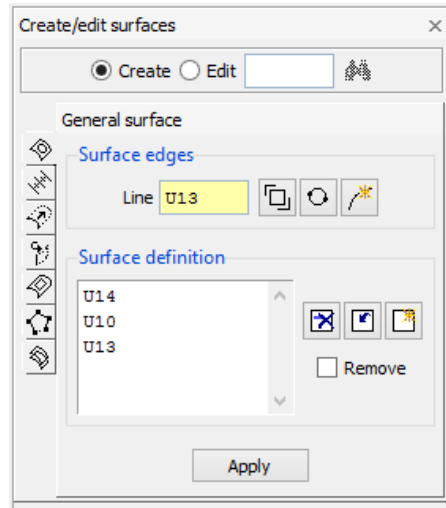 Create/edit surfaces
Create Edit
General surface
Surface edges
Line U13
Surface definition
U14
U10
U13
Remove
Apply